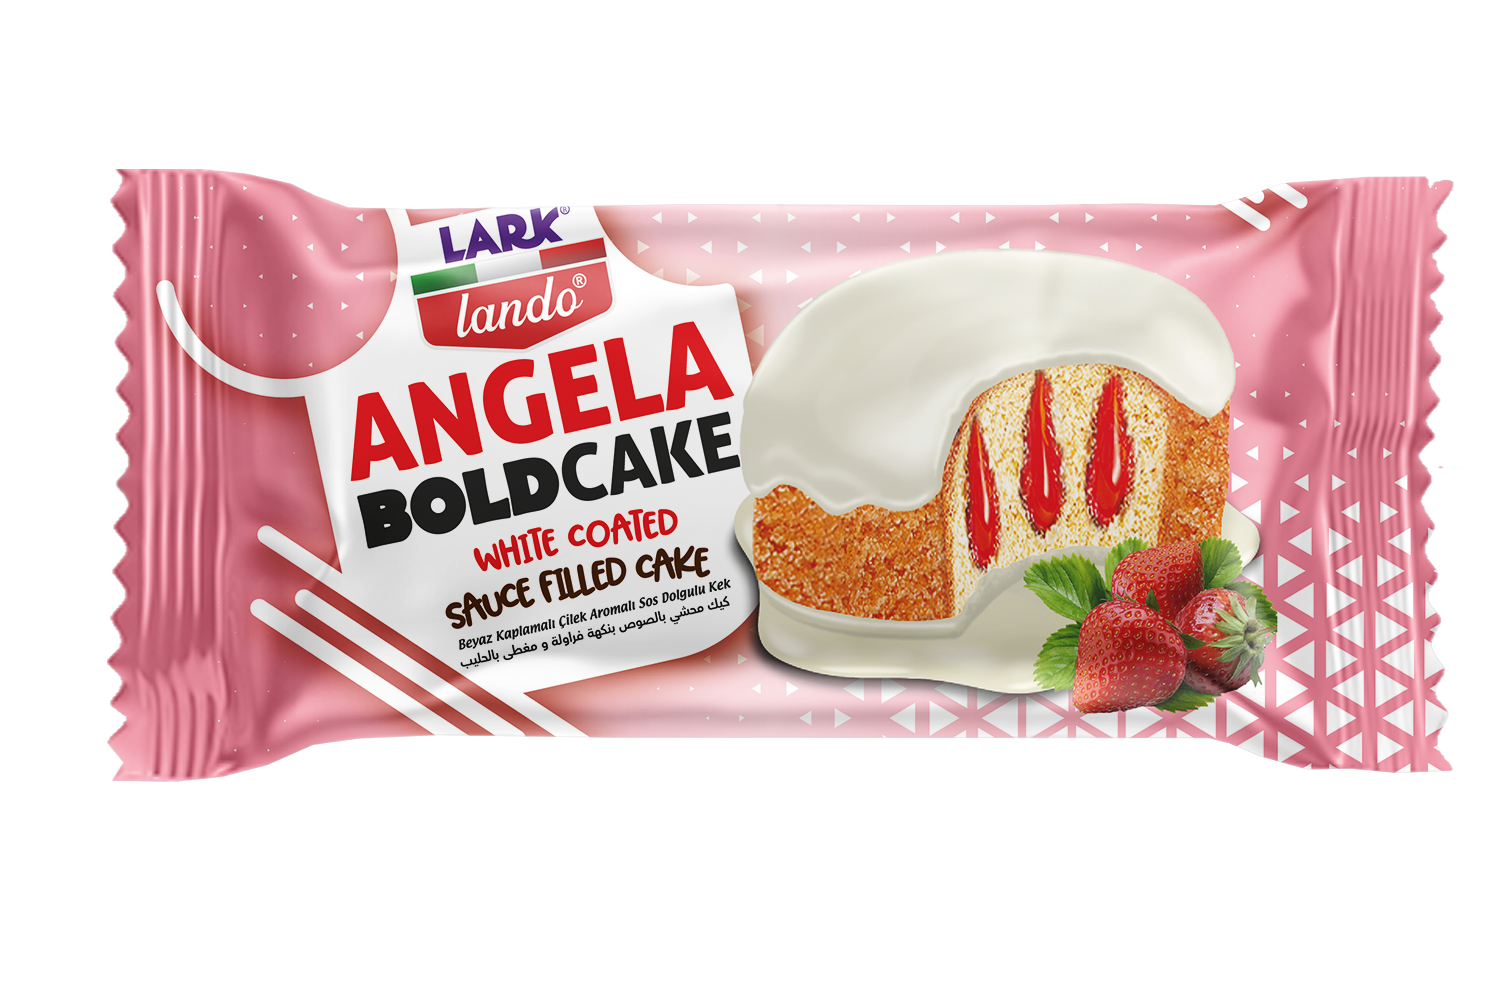 LARK®
lando®
ANGELA
BOLDCAKE
WHITE COATED
SAUCE FILLED CAKE
Beyaz Kaplamalı Çilek Aromalı Sos Dolgulu Kek
كيك محشي بالصوص بنكهة فراولة و مغطى بالحليب